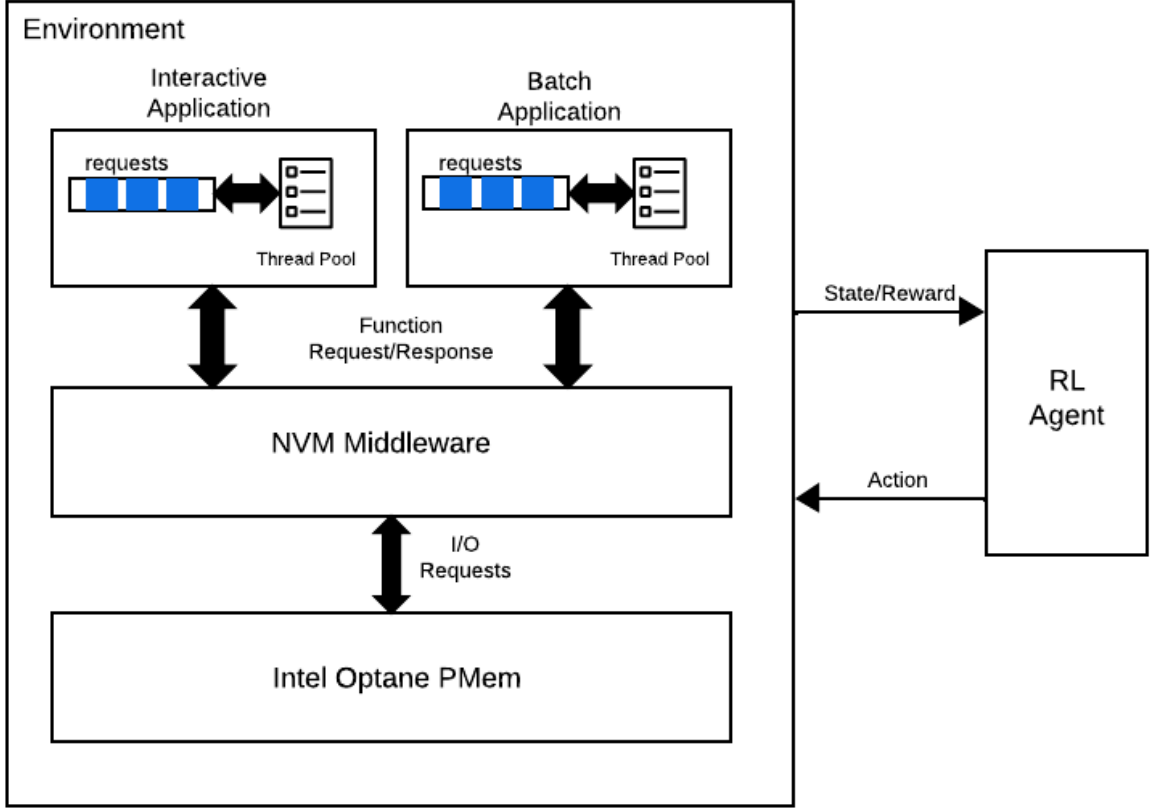 Environment
Interactive
Application
Batch
Application
requests
Thread Pool
requests
Thread Pool
Function
Request/Response
NVM Middleware
I/O
Requests
Intel Optane PMem
State/Reward
RL
Agent
Action